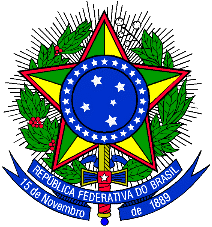 REPÚBLICA FEDERATIVA DO BRASIL
15 de Novembro de 1889